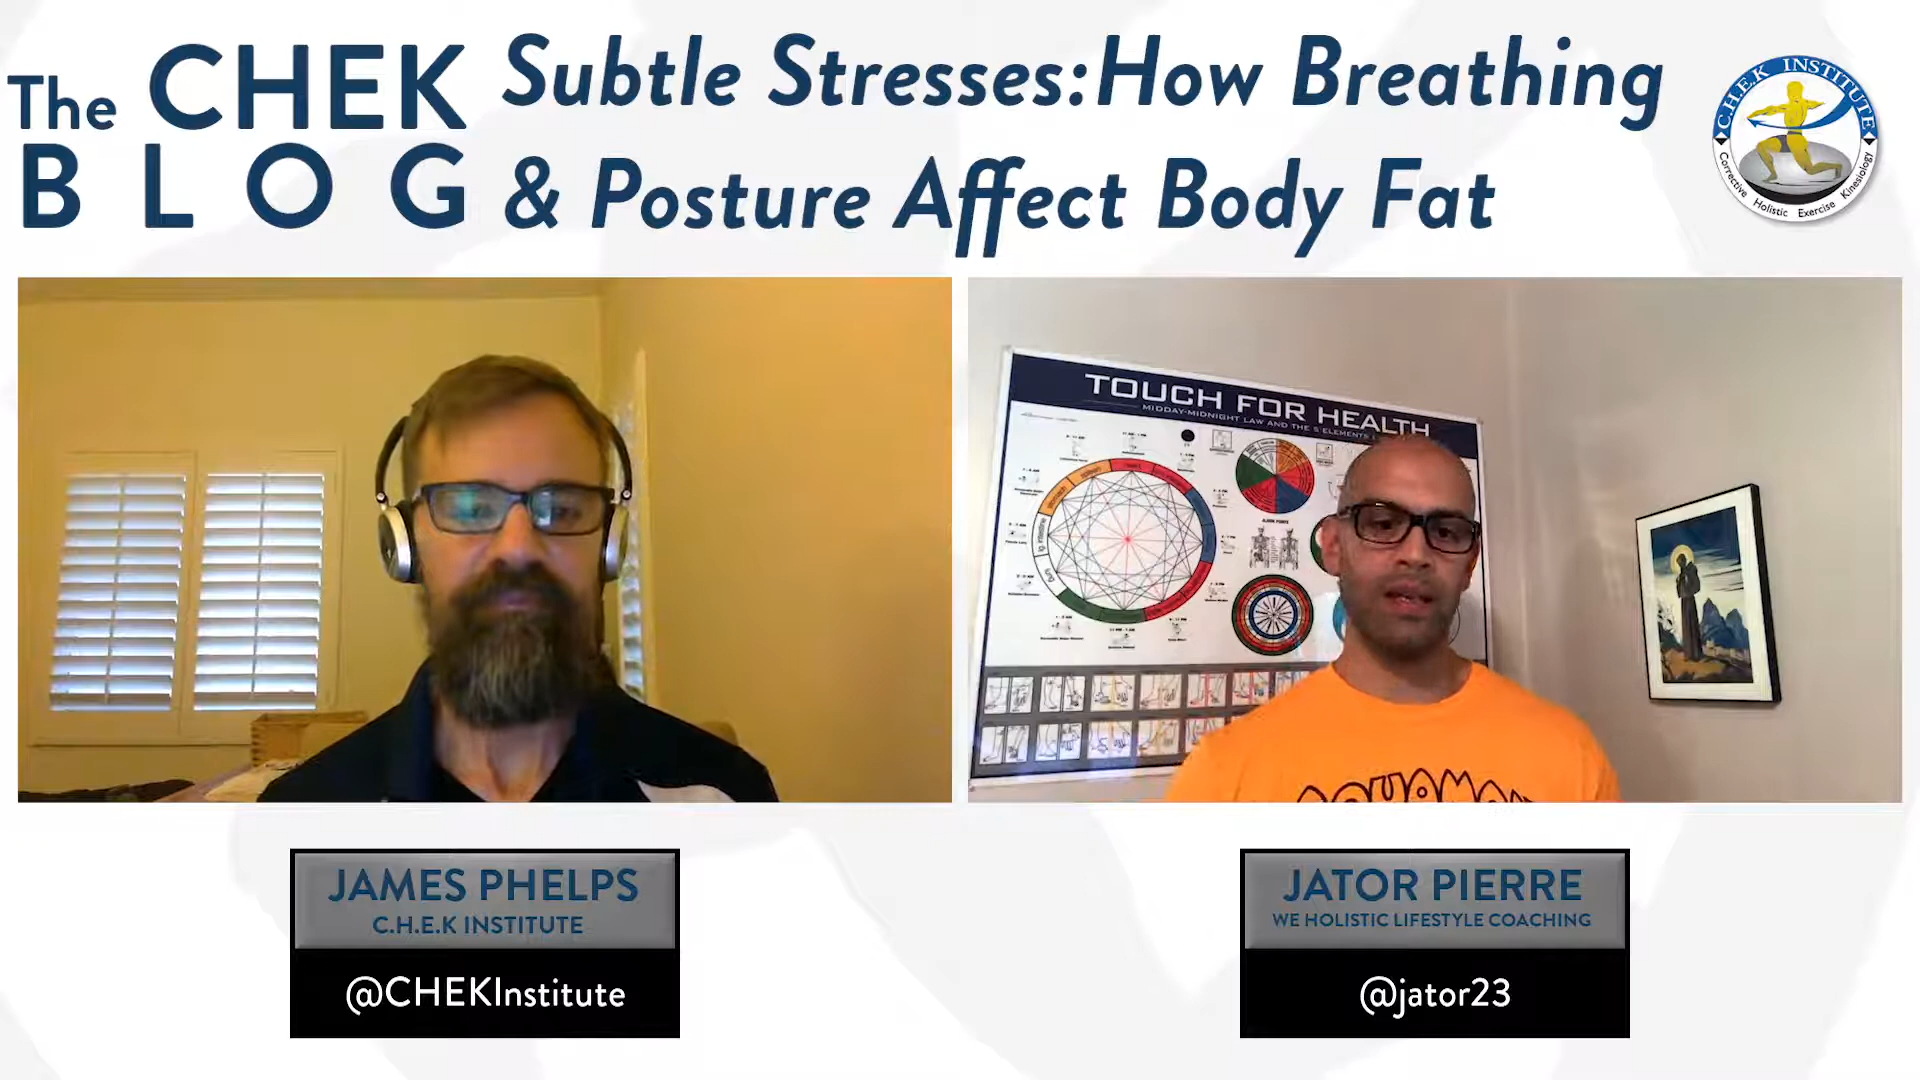 The CHEK
BLOG
Subtle Stresses:How Breathing
& Posture Affect Body Fat
C.H.E.K INSTITUTE
Corrective Holistic Exercise Kinesiology
TOUCH FOR HEALTH
MIDDAY-MIDNIGHT LAW AND THE 5 ELEMENTS
AQUAMAN
JAMES PHELPS
C.H.E.K INSTITUTE
@CHEKInstitute
JATOR PIERRE
WE HOLISTIC LIFESTYLE COACHING
@jator23